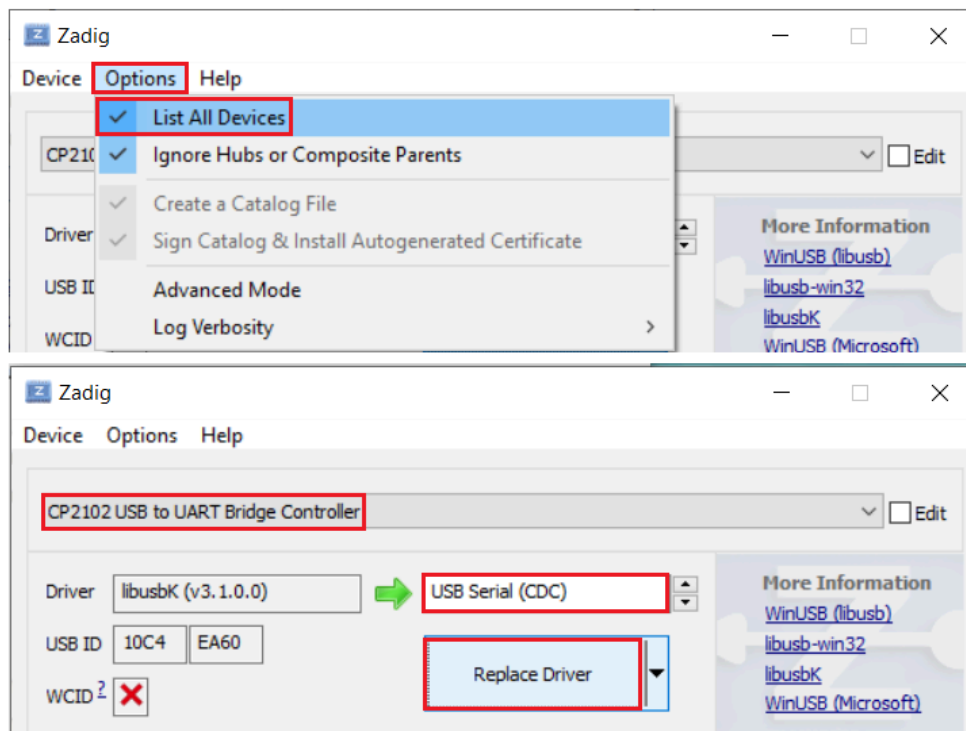 Zadig
Device Options Help
List All Devices
CP210
Ignore Hubs or Composite Parents
Edit
Create a Catalog File
Driver
Sign Catalog & Install Autogenerated Certificate
More Information
WinUSB (libusb)
USB ID
Advanced Mode
libusb-win32
Log Verbosity
libusbK
WCID
WinUSB (Microsoft)
Zadig
Device Options Help
CP2102 USB to UART Bridge Controller
Edit
Driver libusbK (v3.1.0.0) USB Serial (CDC)
More Information
WinUSB (libusb)
USB ID 10C4 EA60
libusb-win32
Replace Driver
libusbK
WCID ?
WinUSB (Microsoft)